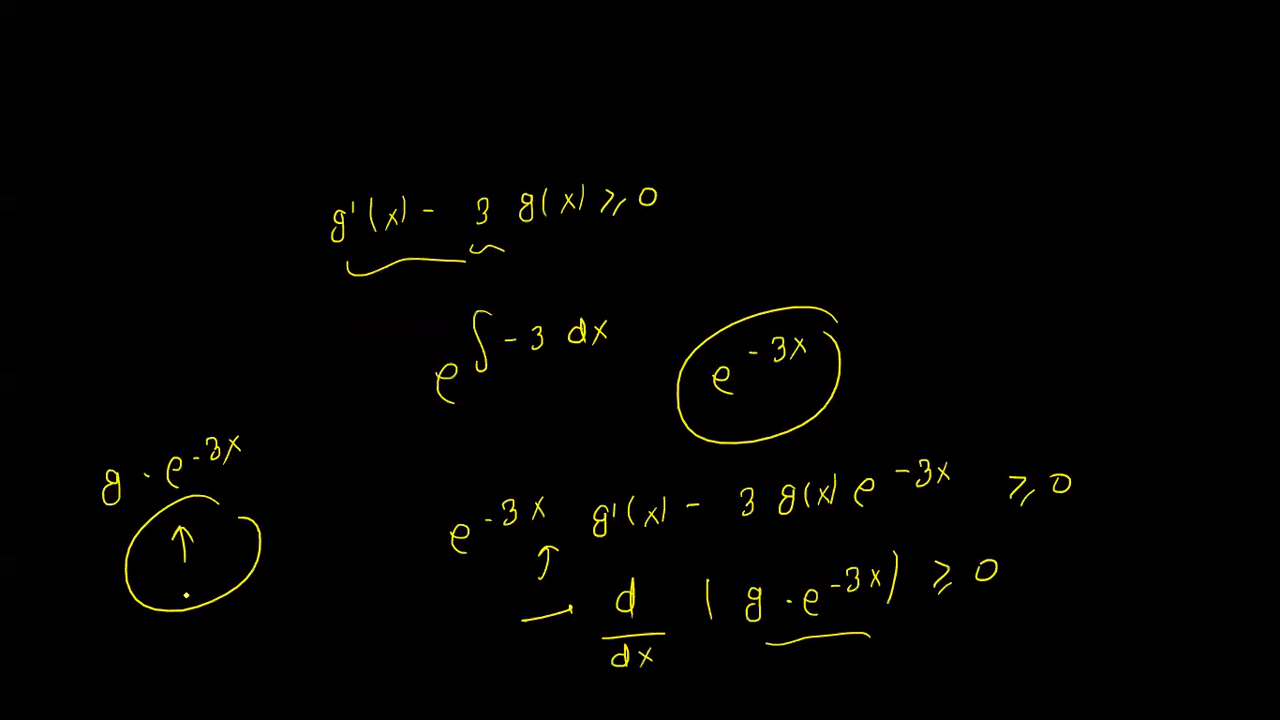 g'(x) - 3 g(x) ⩾ 0
e^∫ -3 dx    e^-3x
g · e^-3x
↑
e^-3x g'(x) - 3 g(x) e^-3x ⩾ 0
↑
→ d/dx ( g · e^-3x ) ⩾ 0